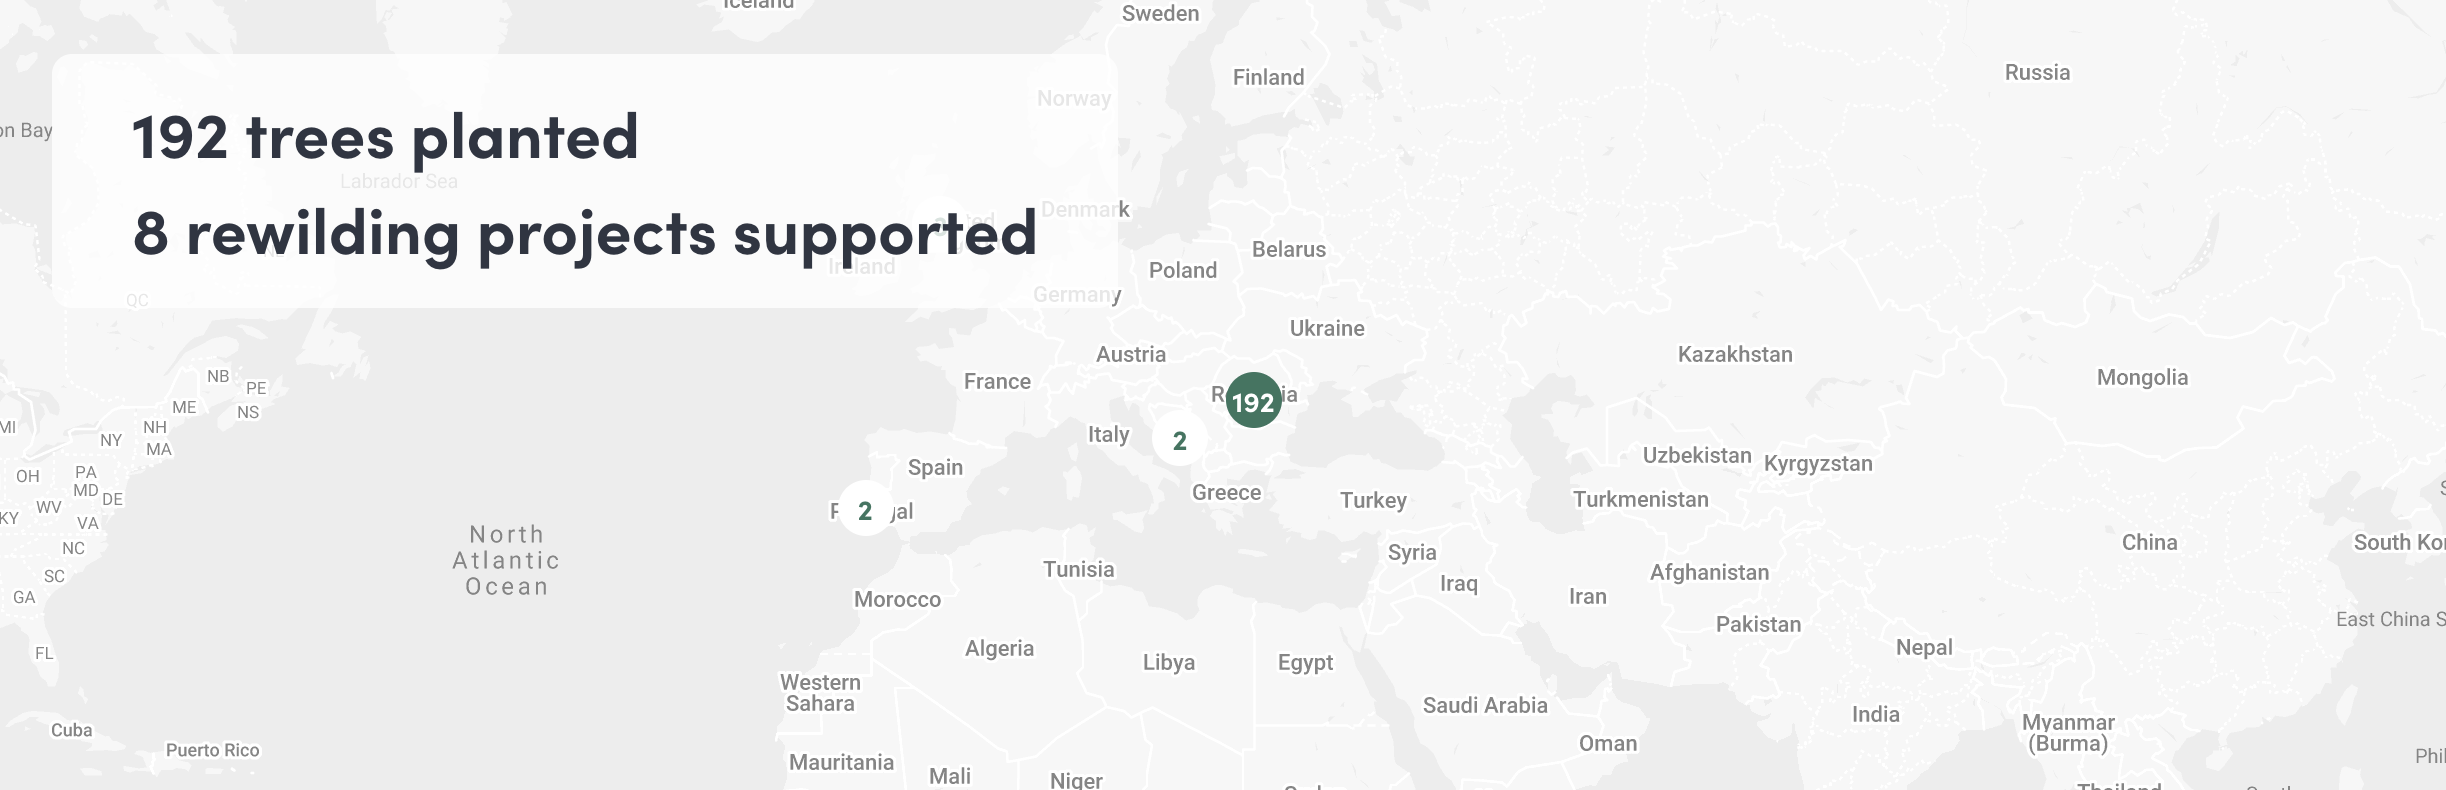 Iceland
Sweden
Finland
Russia
Norway
on Bay
192 trees planted
Labrador Sea
Denmark
8 rewilding projects supported
Belarus
Ireland
Poland
Germany
QC
Ukraine
Austria
Kazakhstan
France
NB
PE
Mongolia
192
ME
NS
MI
NH
NY
MA
Italy
2
Uzbekistan
Kyrgyzstan
Spain
OH
PA
MD
DE
Greece
Turkey
Turkmenistan
WV
2
KY
VA
North
Atlantic
Ocean
NC
China
South Kor
Syria
Tunisia
Afghanistan
SC
Iraq
Iran
GA
Morocco
Pakistan
East China S
Algeria
Nepal
FL
Libya
Egypt
Western
Sahara
Saudi Arabia
India
Cuba
Myanmar
(Burma)
Puerto Rico
Oman
Mauritania
Phil
Mali
Niger
Thailand